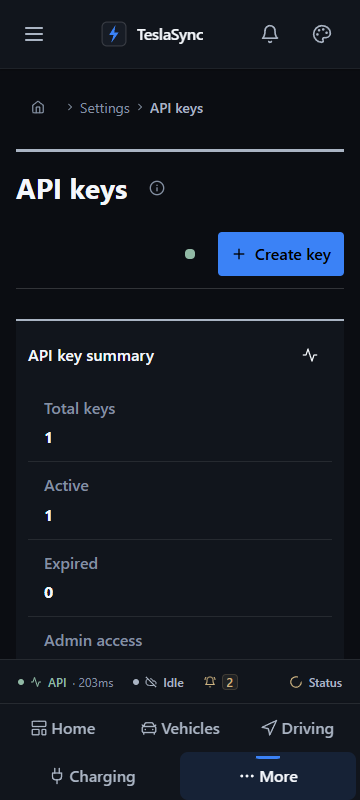 TeslaSync
Settings
API keys
API keys
Create key
API key summary
Total keys
1
Active
1
Expired
0
Admin access
API · 203ms
Idle
2
Status
Home
Vehicles
Driving
Charging
More